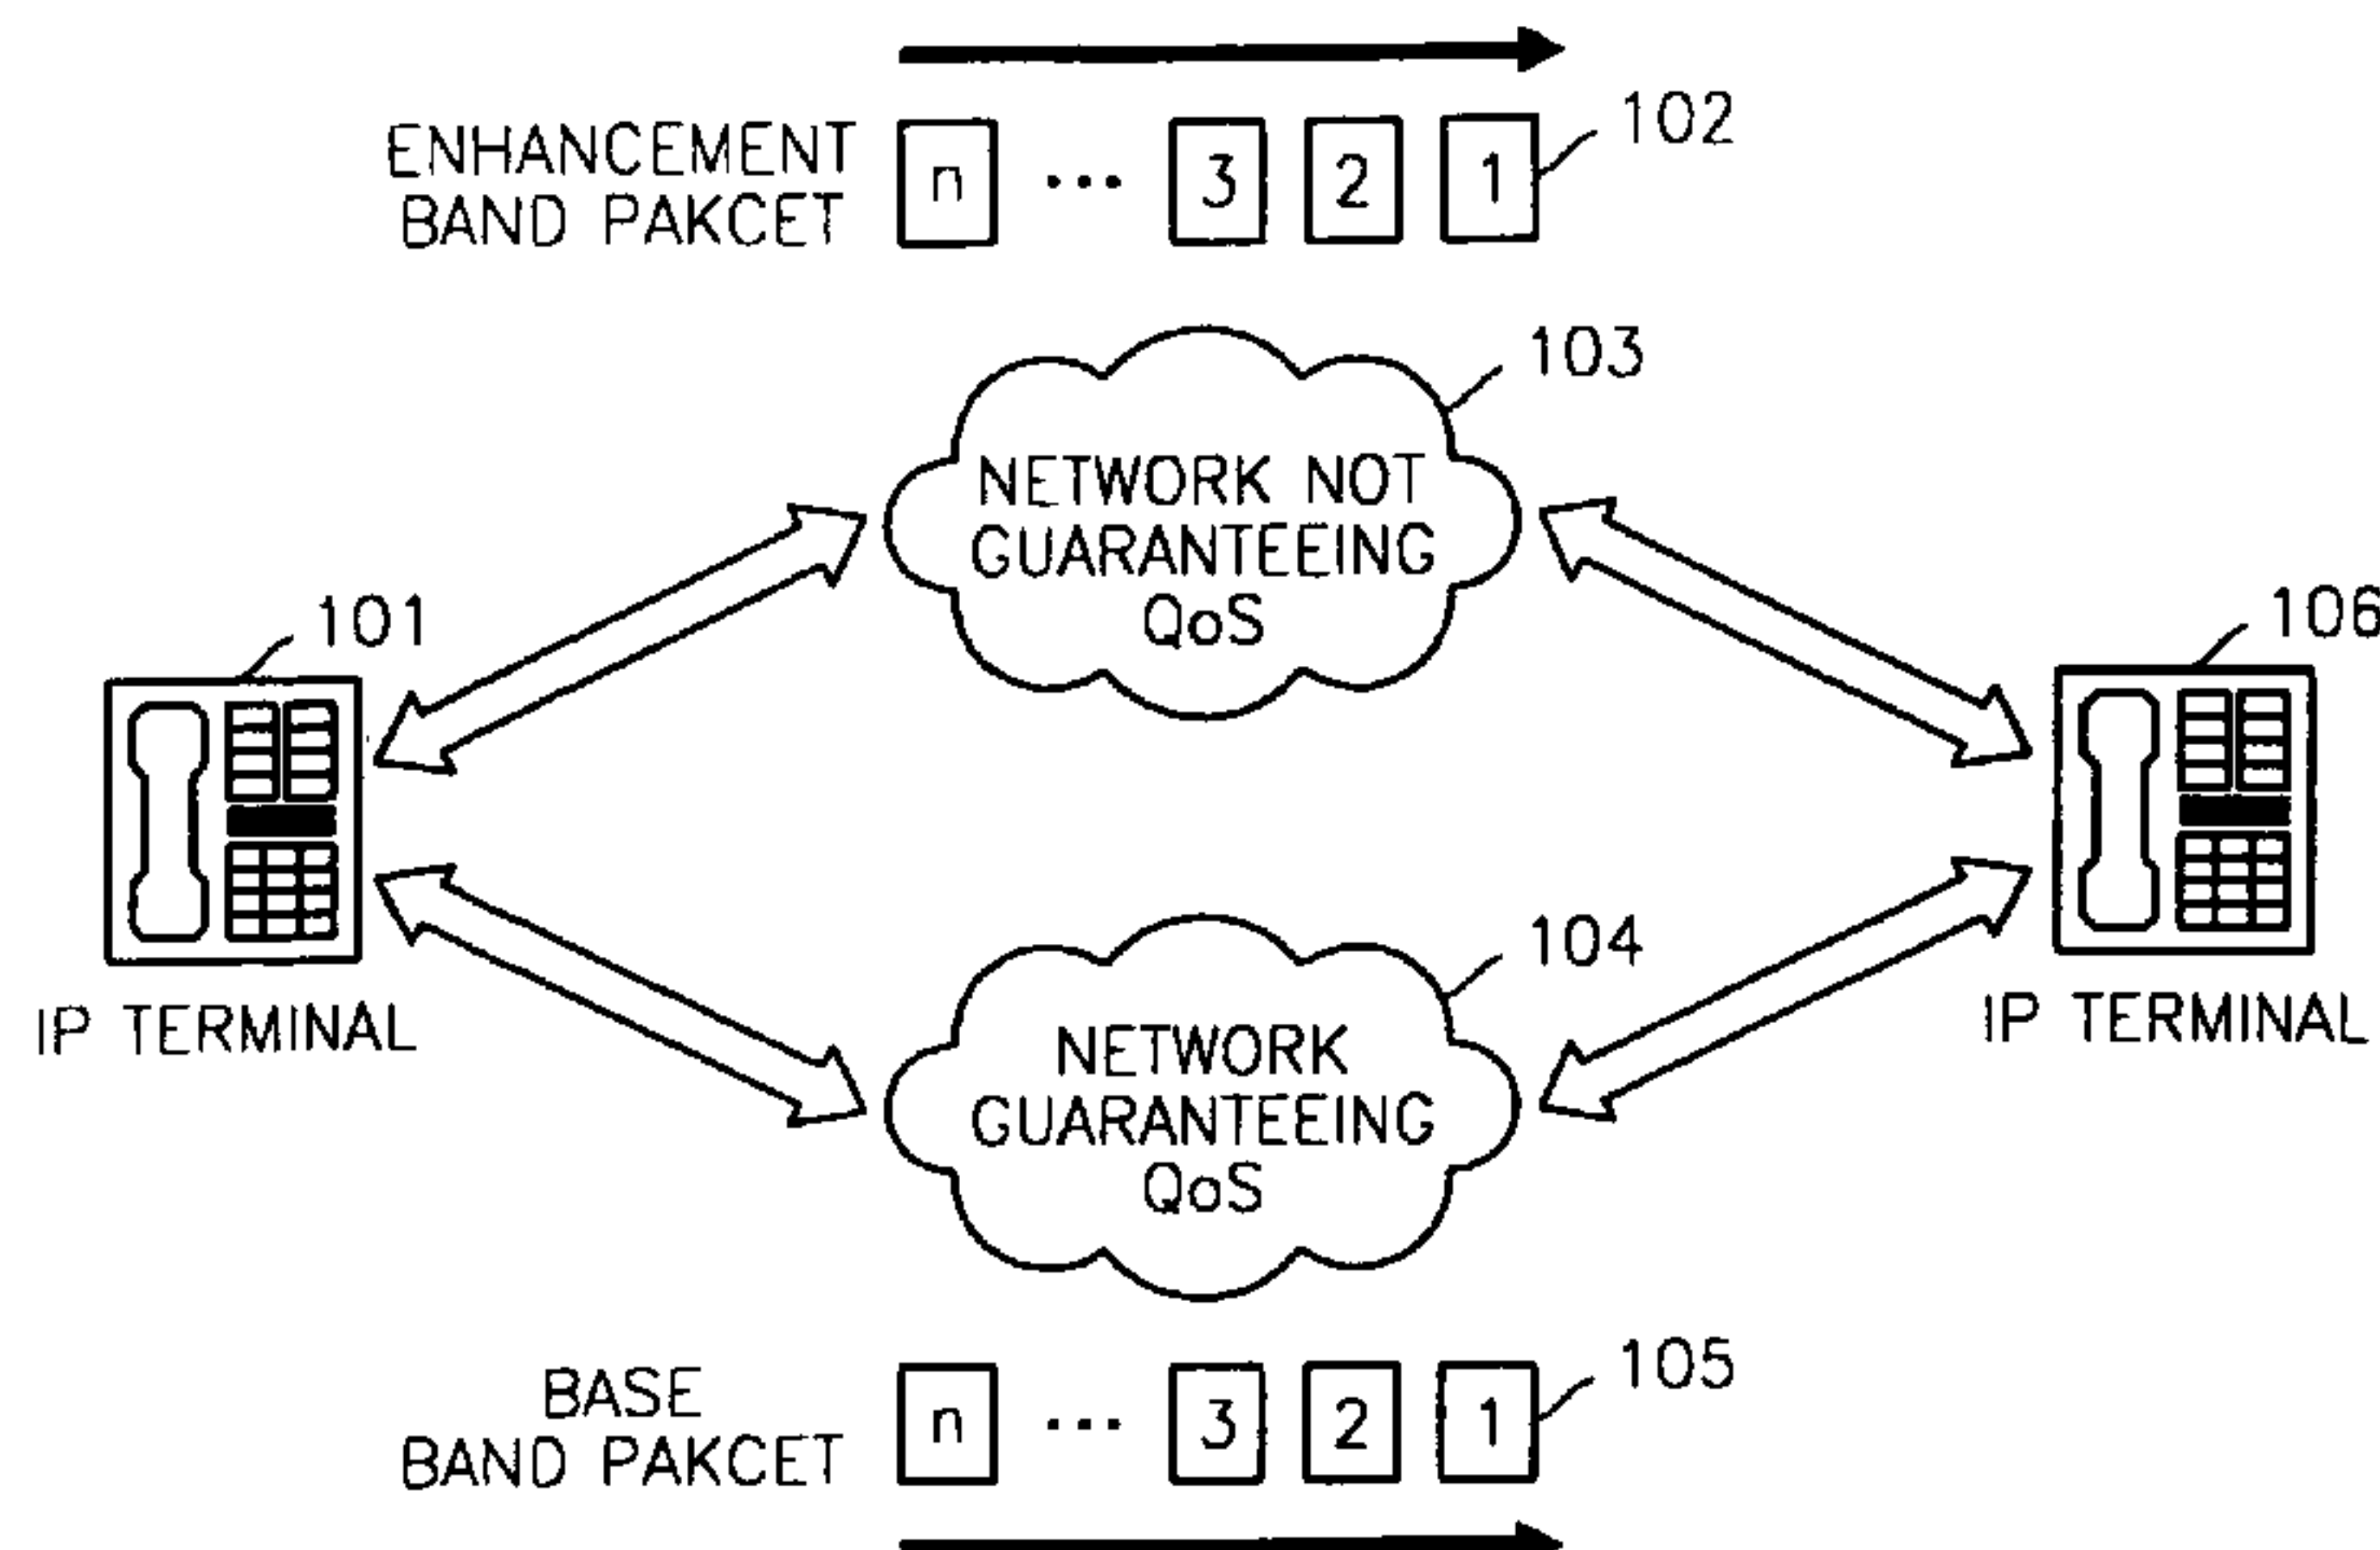 ENHANCEMENT
BAND PAKCET
n ... 3 2 1
102
103
NETWORK NOT
GUARANTEEING
QoS
101
106
IP TERMINAL
IP TERMINAL
104
NETWORK
GUARANTEEING
QoS
BASE
BAND PAKCET
n ... 3 2 1
105